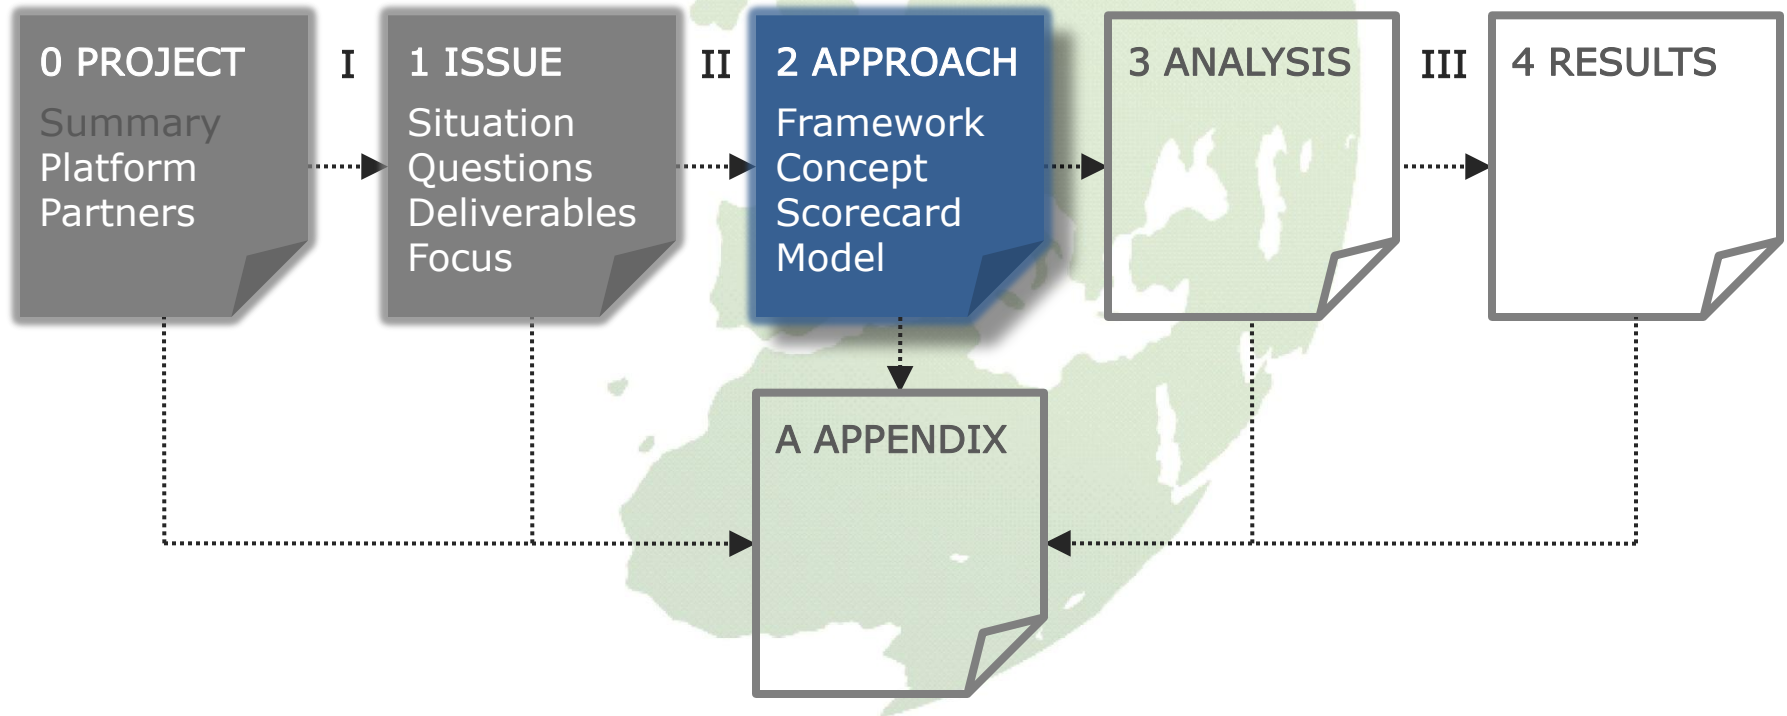 0 PROJECT
Summary
Platform
Partners
I
1 ISSUE
Situation
Questions
Deliverables
Focus
II
2 APPROACH
Framework
Concept
Scorecard
Model
3 ANALYSIS
III
4 RESULTS
A APPENDIX